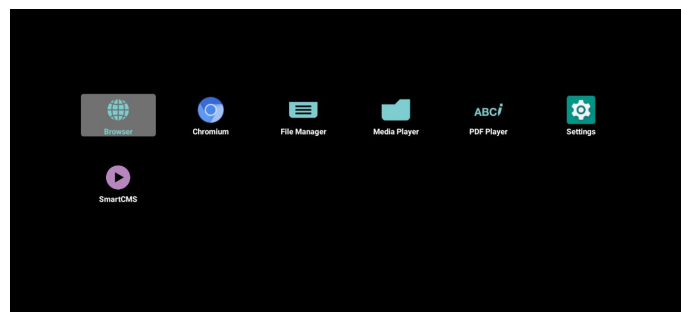 Browser
Chromium
File Manager
Media Player
ABCi
PDF Player
Settings
SmartCMS